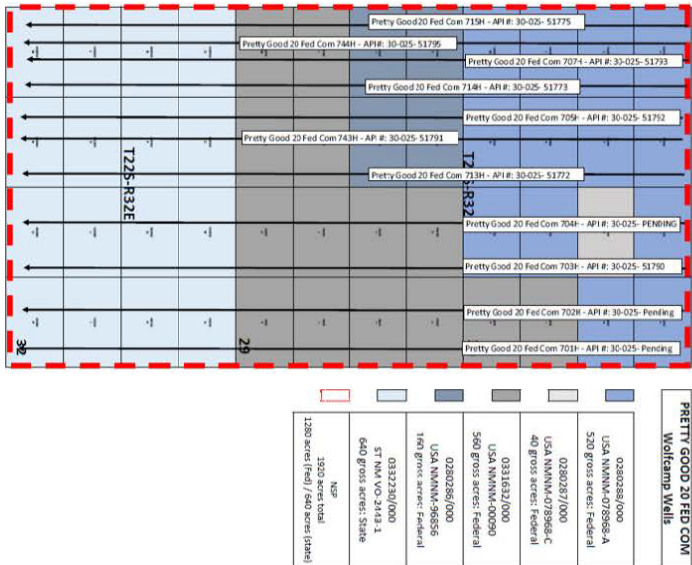 Pretty Good 20 Fed Com 715H - API #: 30-025- 51775
Pretty Good 20 Fed Com 744H - API #: 30-025- 51795
Pretty Good 20 Fed Com 707H - API #: 30-025- 51793
Pretty Good 20 Fed Com 714H - API #: 30-025- 51773
Pretty Good 20 Fed Com 705H - API #: 30-025- 51792
Pretty Good 20 Fed Com 743H - API #: 30-025- 51791
Pretty Good 20 Fed Com 713H - API #: 30-025- 51772
T22S-R32E
T22S-R32
Pretty Good 20 Fed Com 704H - API #: 30-025- PENDING
Pretty Good 20 Fed Com 703H - API #: 30-025- 51790
Pretty Good 20 Fed Com 702H - API #: 30-025- Pending
Pretty Good 20 Fed Com 701H - API #: 30-025- Pending
32
29
PRETTY GOOD 20 FED COM
Wolfcamp Wells
0280288/000
USA NMNM-078968-A
520 gross acres: Federal
0280287/000
USA NMNM-078968-C
40 gross acres: Federal
0331632/000
USA NMNM-00090
560 gross acres: Federal
0280286/000
USA NMNM-96856
160 gross acres: Federal
0332230/000
ST NM VO-2443-1
640 gross acres: State
NSP
1920 acres total
1280 acres (Fed) / 640 acres (state)